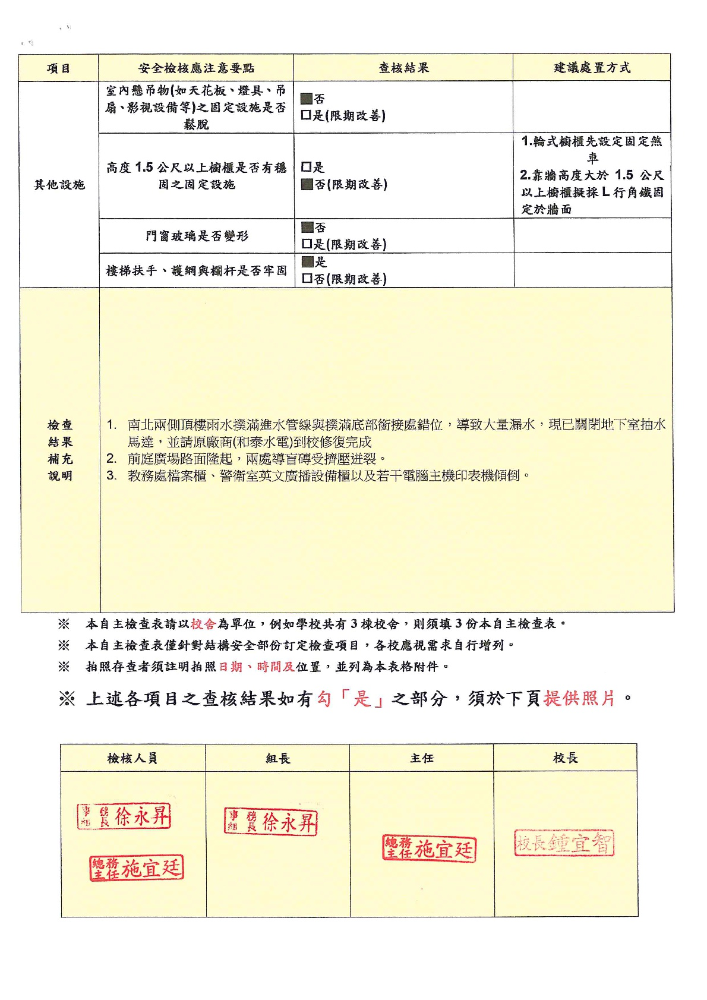 項目 安全檢核應注意要點 查核結果 建議處置方式
其他設施
室內懸吊物(如天花板、燈具、吊
扇、影視設備等)之固定設施是否
鬆脫
■否
□是(限期改善)
高度 1.5 公尺以上櫥櫃是否有穩
固之固定設施
□是
■否(限期改善)
1.輪式櫥櫃先設定固定煞
車
2.靠牆高度大於 1.5 公尺
以上櫥櫃擬採 L 行角鐵固
定於牆面
門窗玻璃是否變形
■否
□是(限期改善)
樓梯扶手、護網與欄杆是否牢固
■是
□否(限期改善)
檢查
結果
補充
說明
1. 南北兩側頂樓雨水撲滿進水管線與撲滿底部銜接處錯位，導致大量漏水，現已關閉地下室抽水
馬達，並請原廠商(和泰水電)到校修復完成
2. 前庭廣場路面隆起，兩處導盲磚受擠壓迸裂。
3. 教務處檔案櫃、警衛室英文廣播設備櫃以及若干電腦主機印表機傾倒。
※ 本自主檢查表請以校舍為單位，例如學校共有 3 棟校舍，則須填 3 份本自主檢查表。
※ 本自主檢查表僅針對結構安全部份訂定檢查項目，各校應視需求自行增列。
※ 拍照存查者須註明拍照日期、時間及位置，並列為本表格附件。
※ 上述各項目之查核結果如有勾「是」之部分，須於下頁提供照片。
檢核人員 組長 主任 校長
事務組長 徐永昇
總務主任 施宜廷
事務組長 徐永昇
總務主任 施宜廷
校長鍾宜智